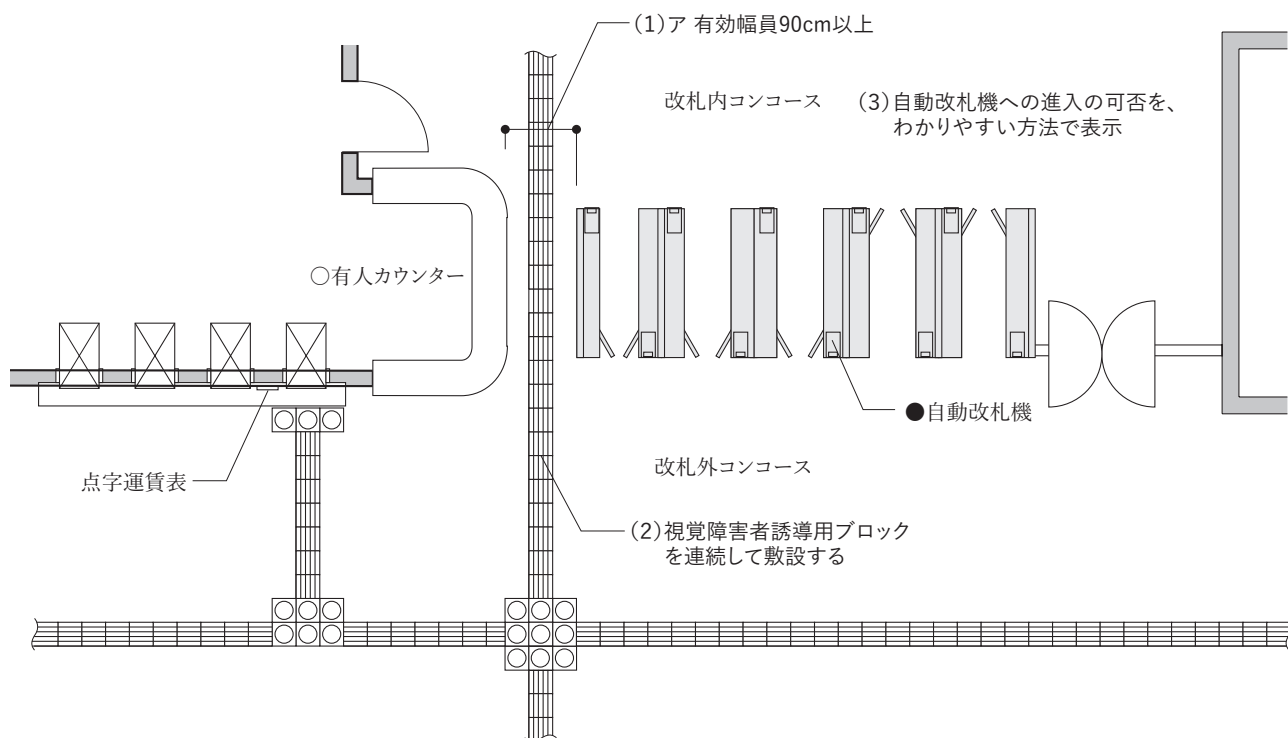 (1)ア 有効幅員90cm以上
改札内コンコース
(3)自動改札機への進入の可否を、
わかりやすい方法で表示
○有人カウンター
●自動改札機
改札外コンコース
点字運賃表
(2)視覚障害者誘導用ブロック
を連続して敷設する